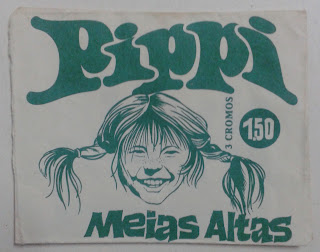 Pippi
3 CROMOS
1,50
Meias Altas